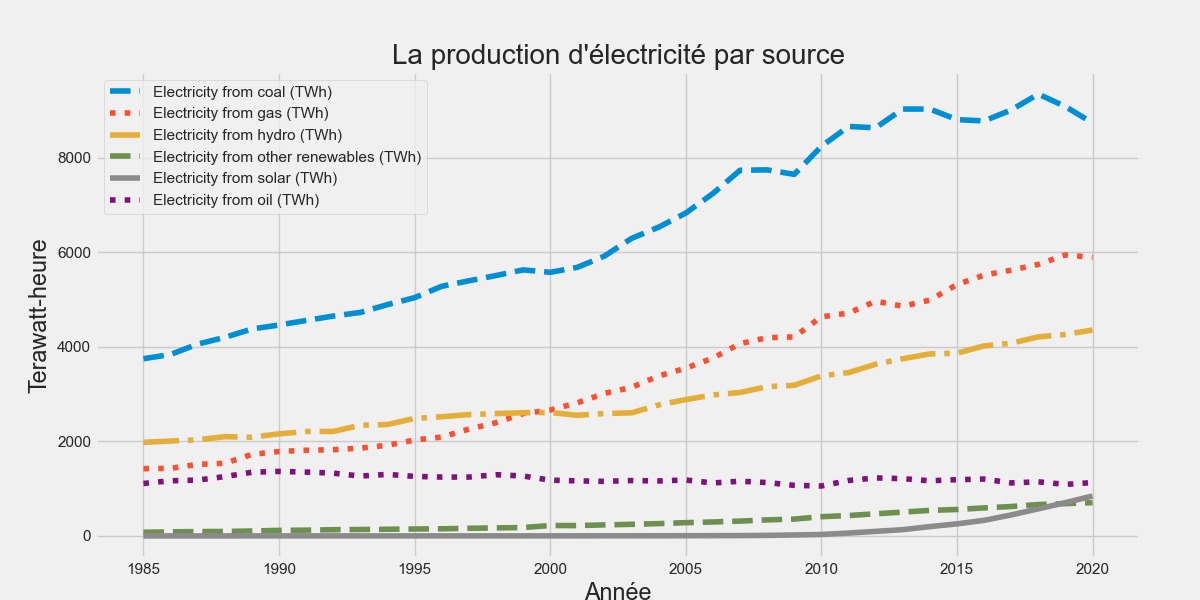 La production d'électricité par source
Electricity from coal (TWh)
Electricity from gas (TWh)
Electricity from hydro (TWh)
Electricity from other renewables (TWh)
Electricity from solar (TWh)
Electricity from oil (TWh)
8000
6000
4000
2000
0
Terawatt-heure
1985 1990 1995 2000 2005 2010 2015 2020
Année